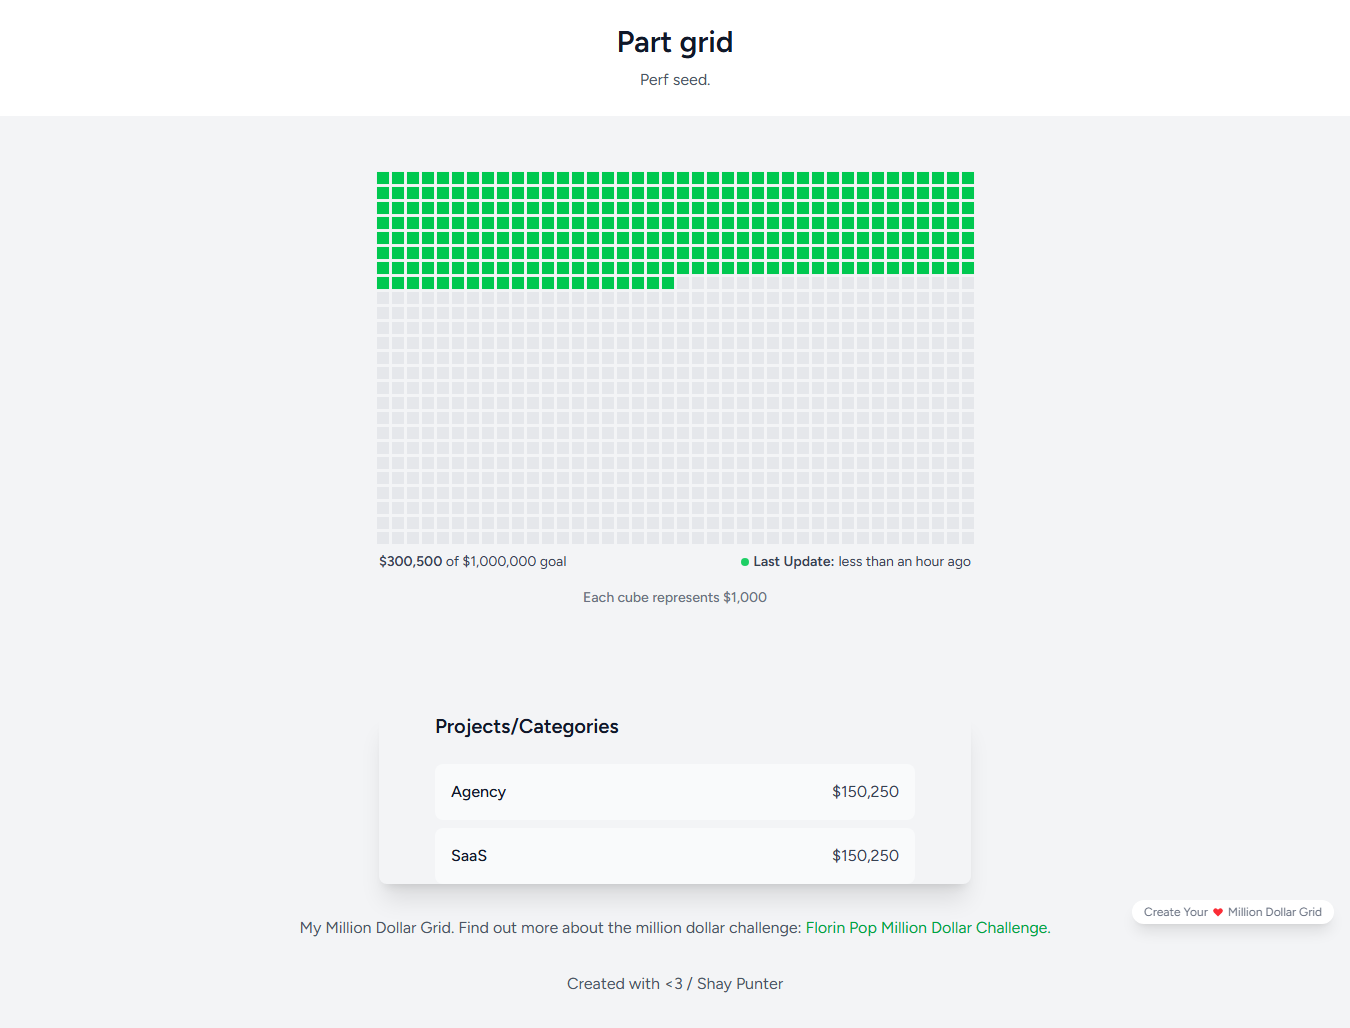 Part grid
Perf seed.
$300,500 of $1,000,000 goal
Last Update: less than an hour ago
Each cube represents $1,000
Projects/Categories
Agency $150,250
SaaS $150,250
Create Your ♥ Million Dollar Grid
My Million Dollar Grid. Find out more about the million dollar challenge: Florin Pop Million Dollar Challenge.
Created with <3 / Shay Punter